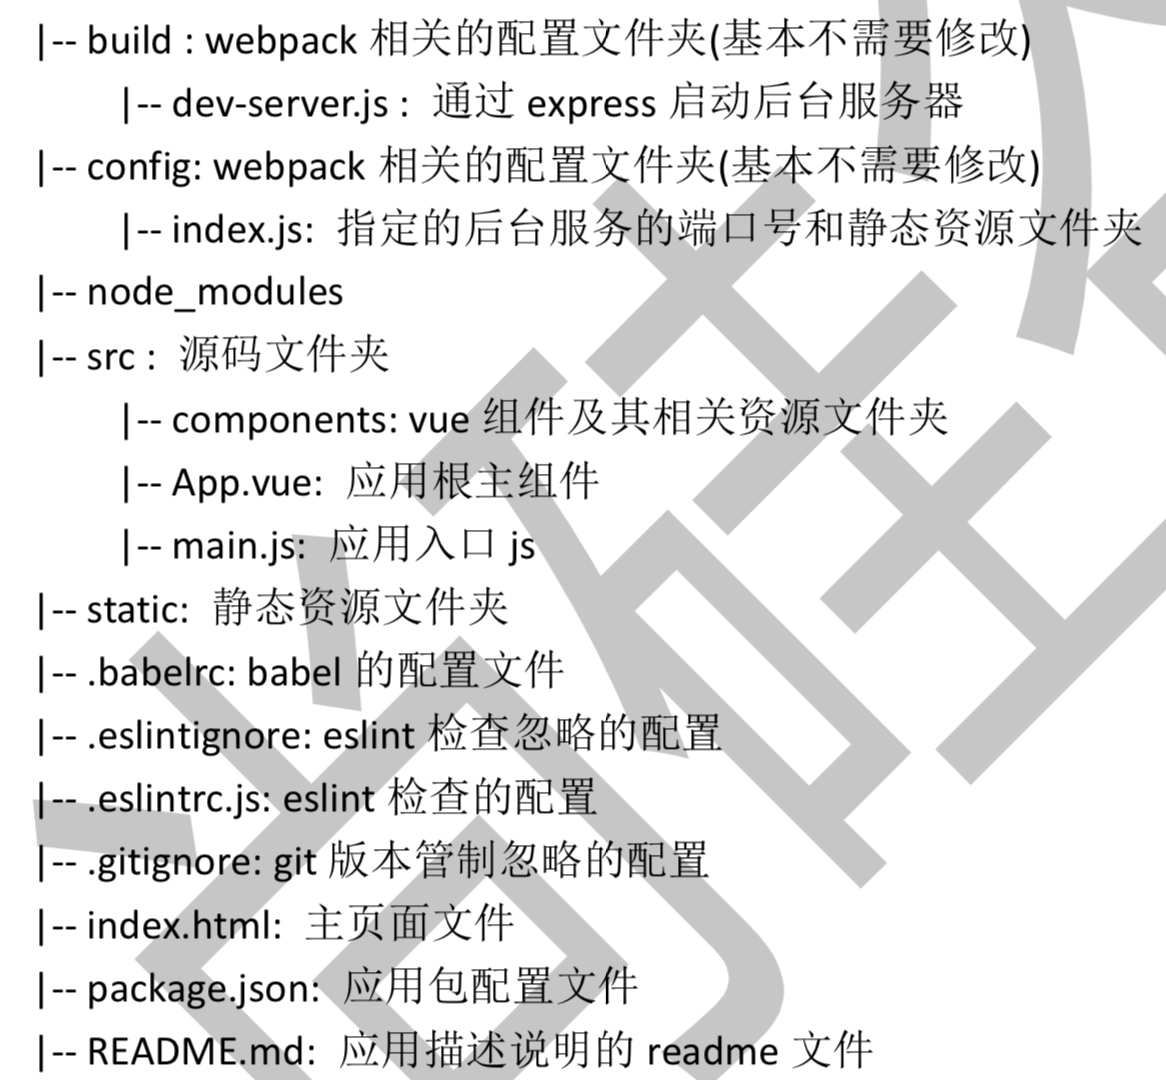 |-- build : webpack 相关的配置文件夹(基本不需要修改)
|-- dev-server.js : 通过 express 启动后台服务器
|-- config: webpack 相关的配置文件夹(基本不需要修改)
|-- index.js: 指定的后台服务的端口号和静态资源文件夹
|-- node_modules
|-- src : 源码文件夹
|-- components: vue 组件及其相关资源文件夹
|-- App.vue: 应用根主组件
|-- main.js: 应用入口 js
|-- static: 静态资源文件夹
|-- .babelrc: babel 的配置文件
|-- .eslintignore: eslint 检查忽略的配置
|-- .eslintrc.js: eslint 检查的配置
|-- .gitignore: git 版本管制忽略的配置
|-- index.html: 主页面文件
|-- package.json: 应用包配置文件
|-- README.md: 应用描述说明的 readme 文件